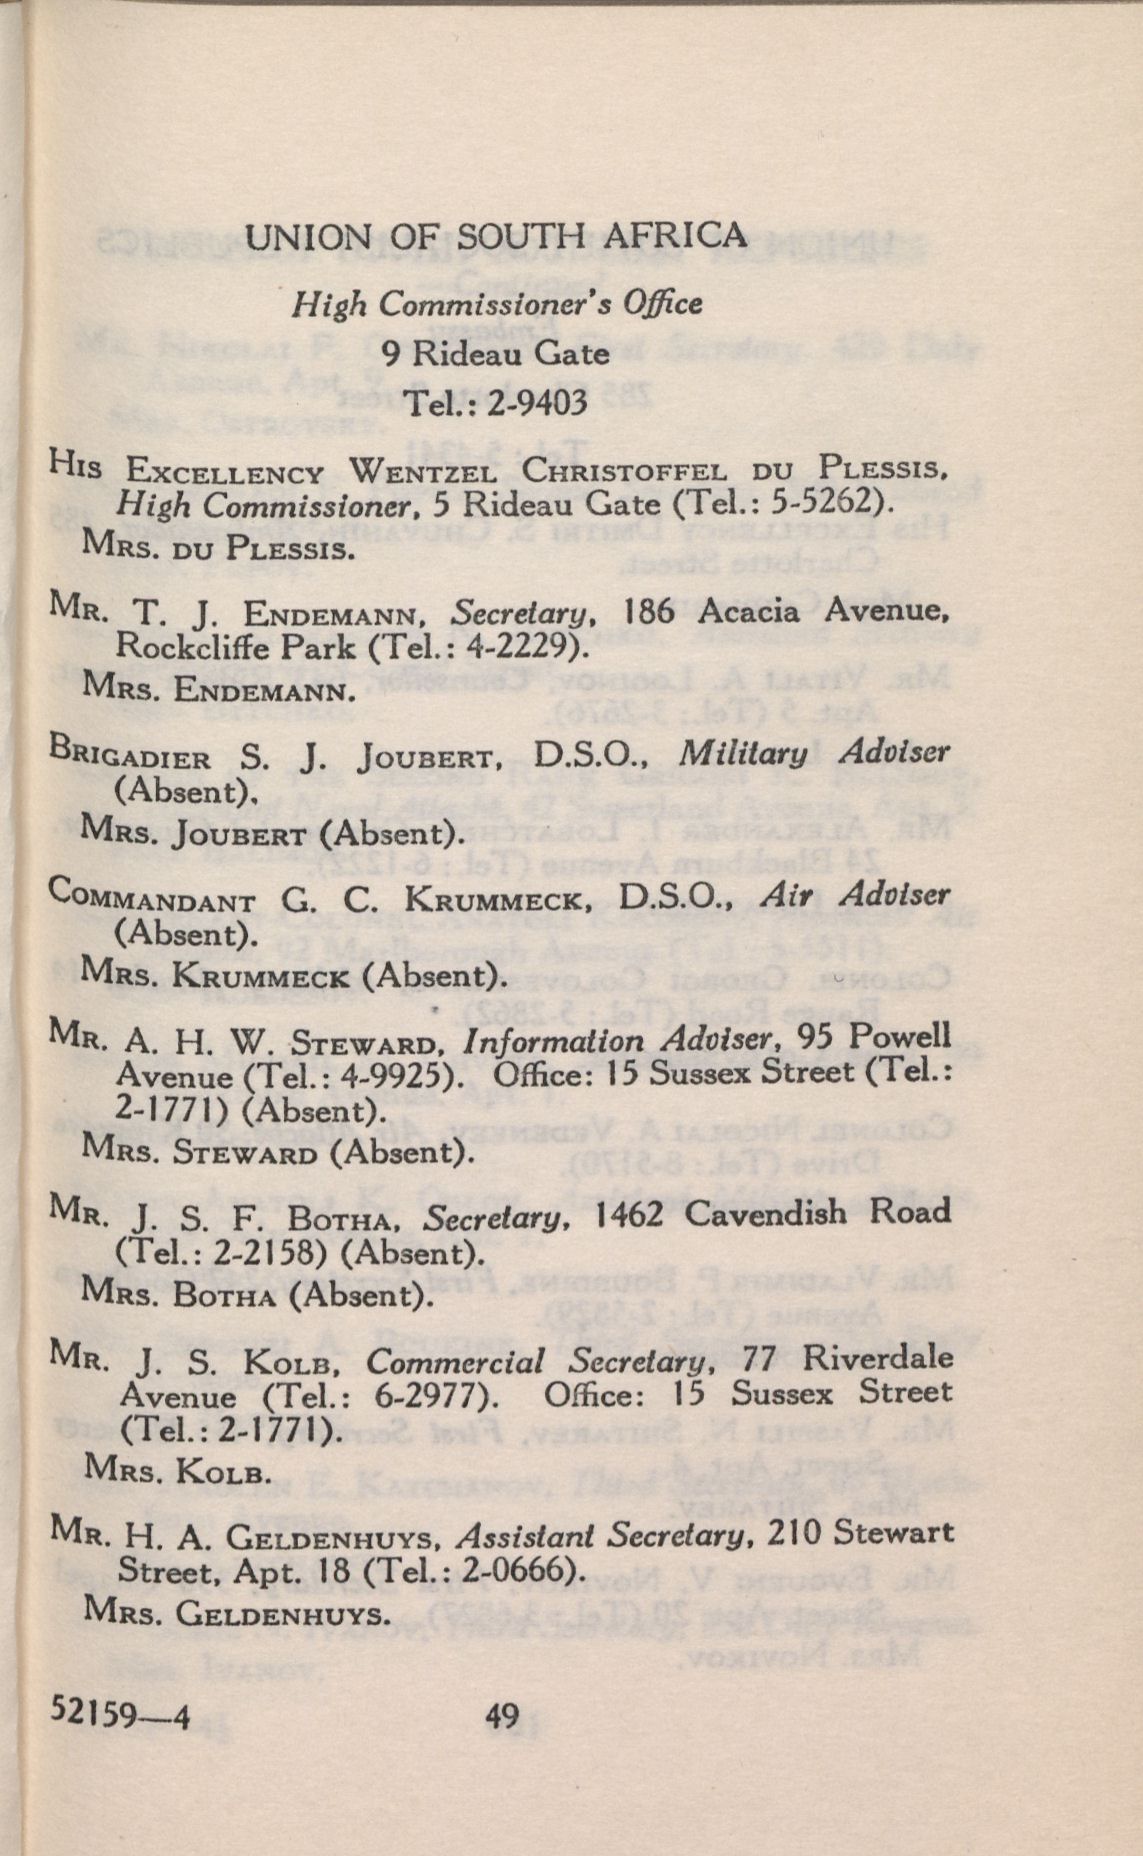 UNION OF SOUTH AFRICA
High Commissioner's Office
9 Rideau Gate
Tel.: 2-9403
HIS EXCELLENCY WENTZEL CHRISTOFFEL DU PLESSIS,
High Commissioner, 5 Rideau Gate (Tel.: 5-5262).
MRS. DU PLESSIS.
MR. T. J. ENDEMANN, Secretary, 186 Acacia Avenue,
Rockcliffe Park (Tel.: 4-2229).
MRS. ENDEMANN.
BRIGADIER S. J. JOUBERT, D.S.O., Military Adviser
(Absent).
MRS. JOUBERT (Absent).
COMMANDANT G. C. KRUMMECK, D.S.O., Air Adviser
(Absent).
MRS. KRUMMECK (Absent).
MR. A. H. W. STEWARD, Information Adviser, 95 Powell
Avenue (Tel.: 4-9925). Office: 15 Sussex Street (Tel.:
2-1771) (Absent).
MRS. STEWARD (Absent).
MR. J. S. F. BOTHA, Secretary, 1462 Cavendish Road
(Tel.: 2-2158) (Absent).
MRS. BOTHA (Absent).
MR. J. S. KOLB, Commercial Secretary, 77 Riverdale
Avenue (Tel.: 6-2977). Office: 15 Sussex Street
(Tel.: 2-1771).
MRS. KOLB.
MR. H. A. GELDENHUYS, Assistant Secretary, 210 Stewart
Street, Apt. 18 (Tel.: 2-0666).
MRS. GELDENHUYS.
52159—4 49